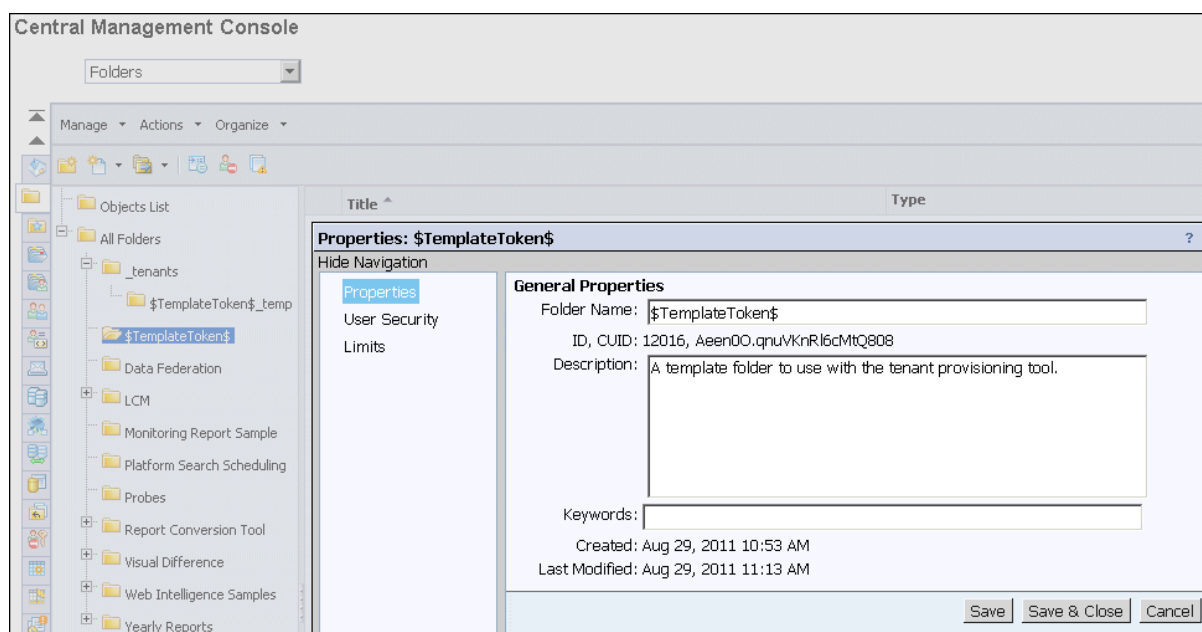 Central Management Console
Folders
Manage Actions Organize
Title Type
Objects List
All Folders
_tenants
$TemplateToken$_temp
$TemplateToken$
Data Federation
LCM
Monitoring Report Sample
Platform Search Scheduling
Probes
Report Conversion Tool
Visual Difference
Web Intelligence Samples
Yearly Reports
Properties: $TemplateToken$ ?
Hide Navigation
Properties
User Security
Limits
General Properties
Folder Name: $TemplateToken$
ID, CUID: 12016, Aeen0O.qnuVKnRl6cMtQ808
Description: A template folder to use with the tenant provisioning tool.
Keywords:
Created: Aug 29, 2011 10:53 AM
Last Modified: Aug 29, 2011 11:13 AM
Save Save & Close Cancel